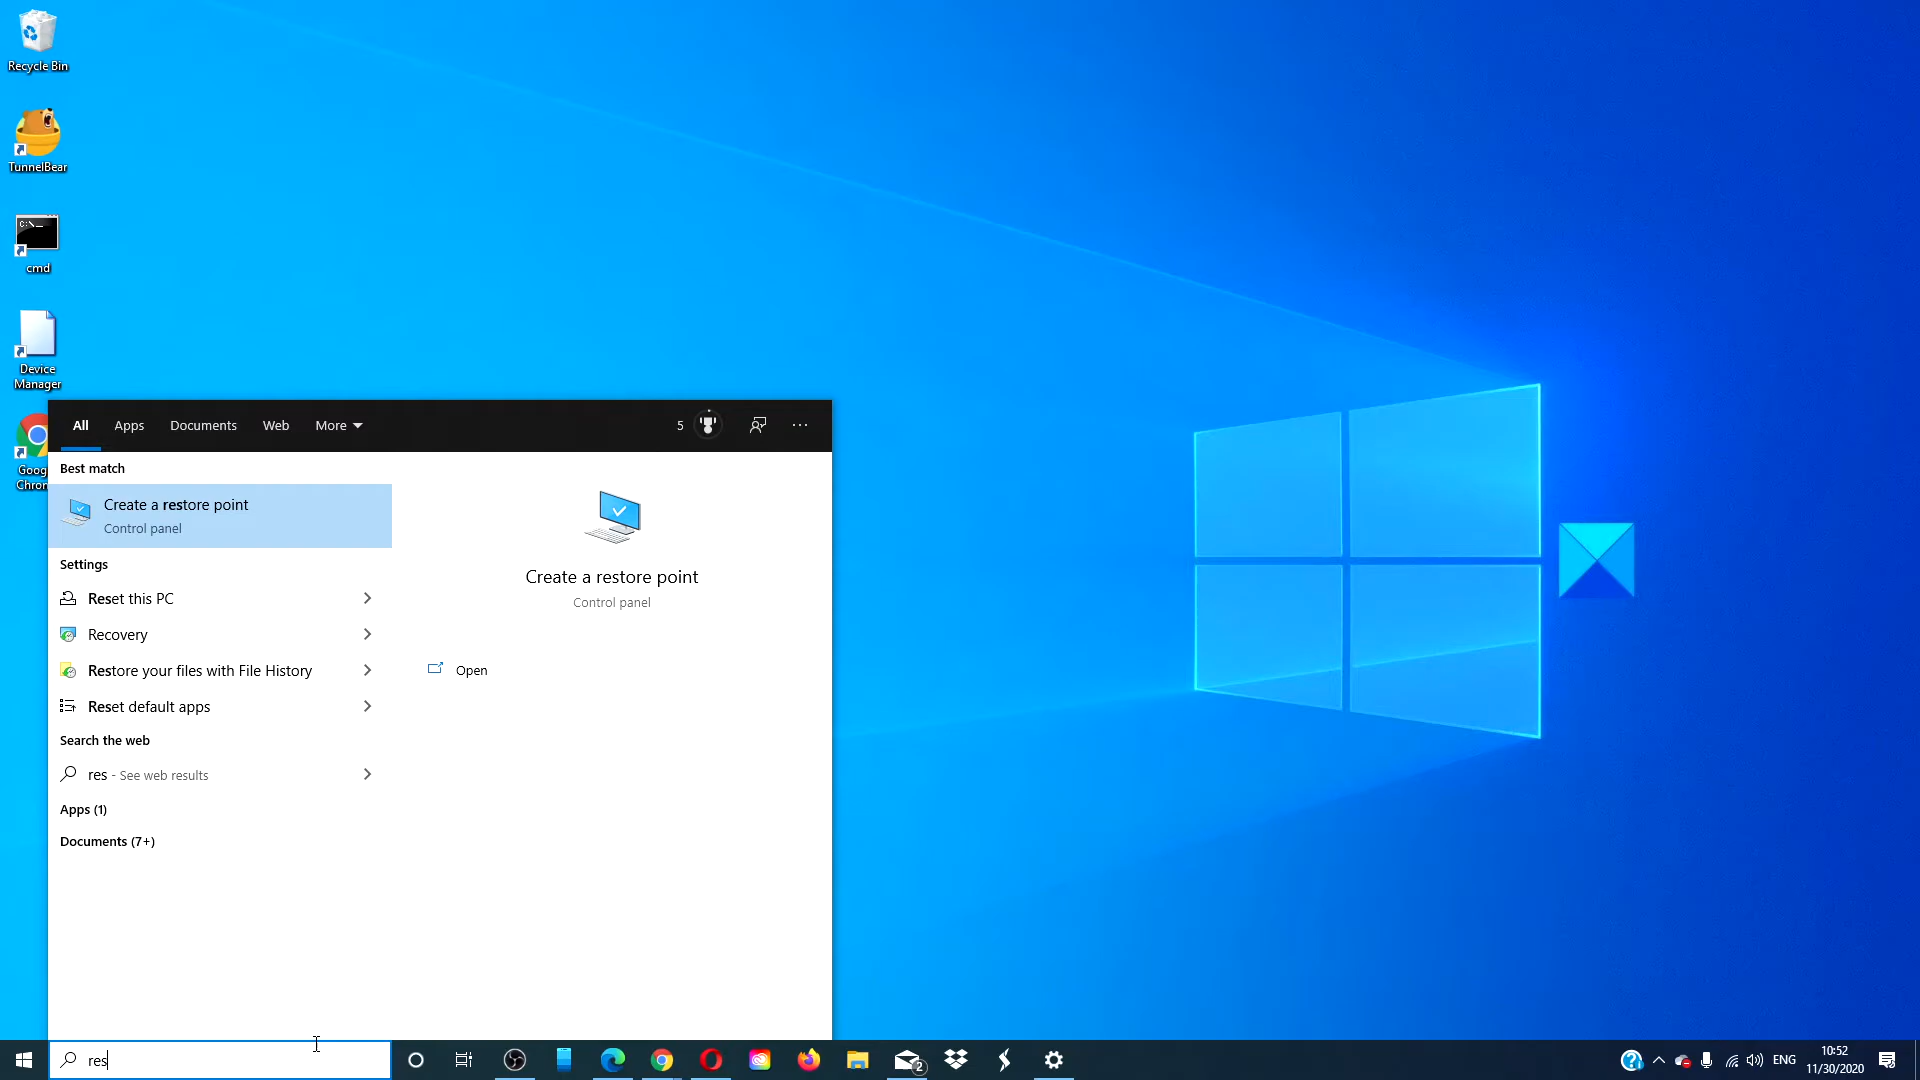 Recycle Bin
TunnelBear
C:\_
cmd
Device
Manager
Goog
Chron
All Apps Documents Web More
5
Best match
Create a restore point
Control panel
Settings
Reset this PC
Recovery
Restore your files with File History
Reset default apps
Search the web
res - See web results
Apps (1)
Documents (7+)
Create a restore point
Control panel
Open
res
2
ENG
10:52
11/30/2020